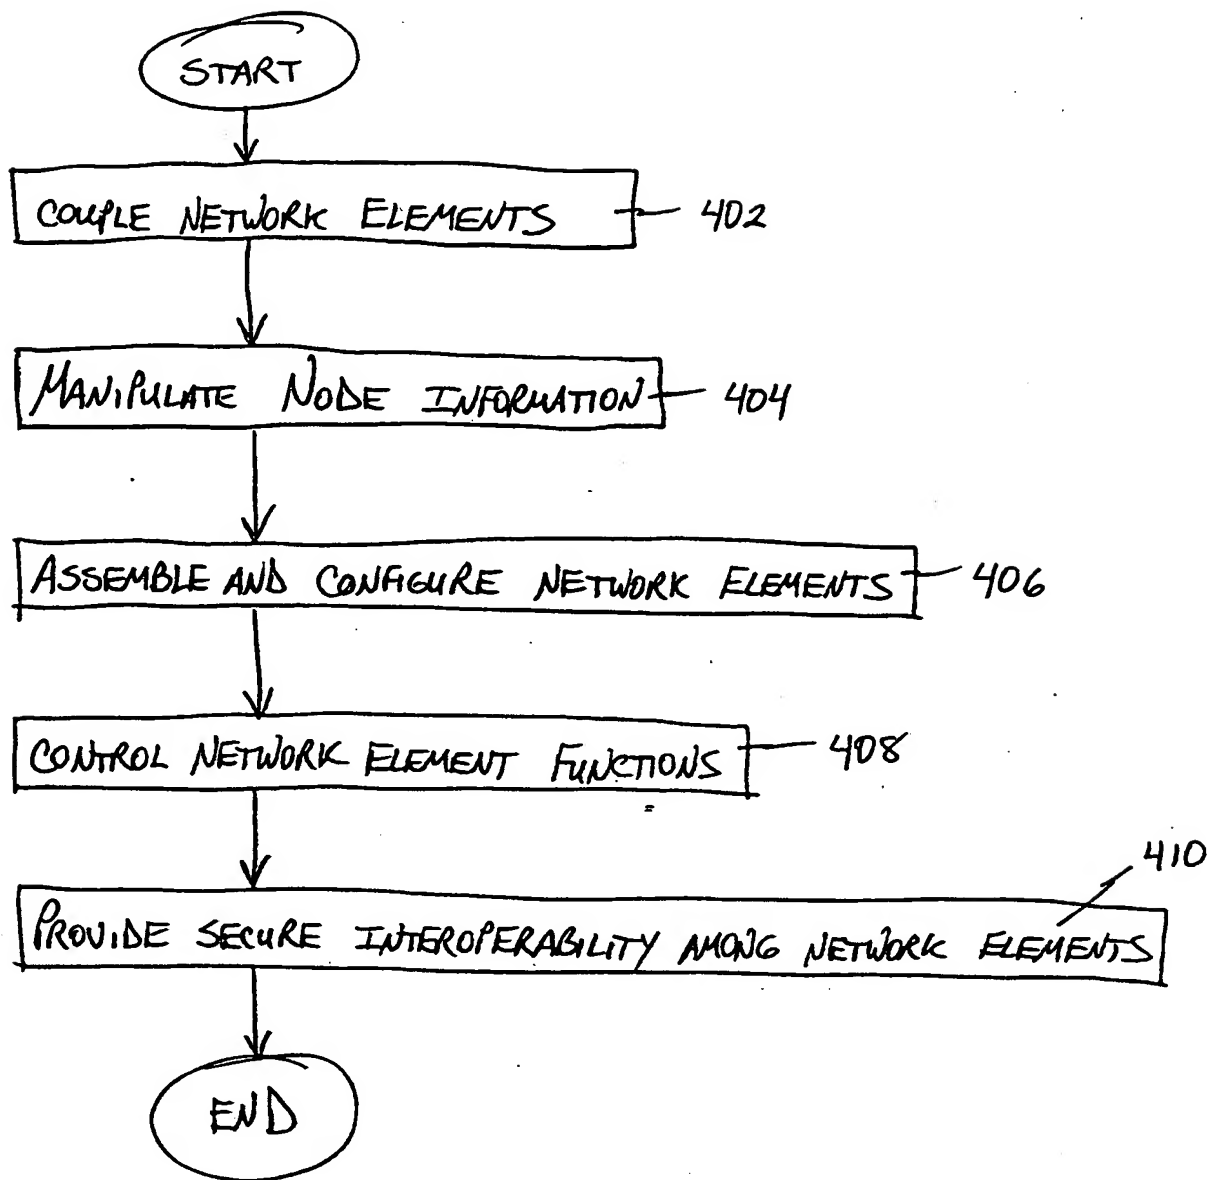 START
COUPLE NETWORK ELEMENTS 402
MANIPULATE NODE INFORMATION 404
ASSEMBLE AND CONFIGURE NETWORK ELEMENTS 406
CONTROL NETWORK ELEMENT FUNCTIONS 408
410
PROVIDE SECURE INTEROPERABILITY AMONG NETWORK ELEMENTS
END